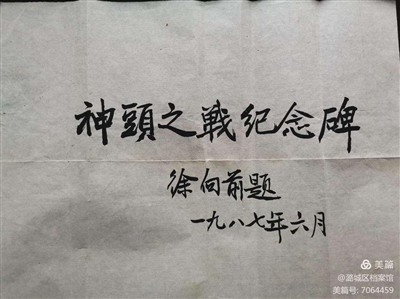 神頭之戰纪念碑
徐向前题
一九八七年六月
美篇
@潞城区档案馆
美篇号: 7064459